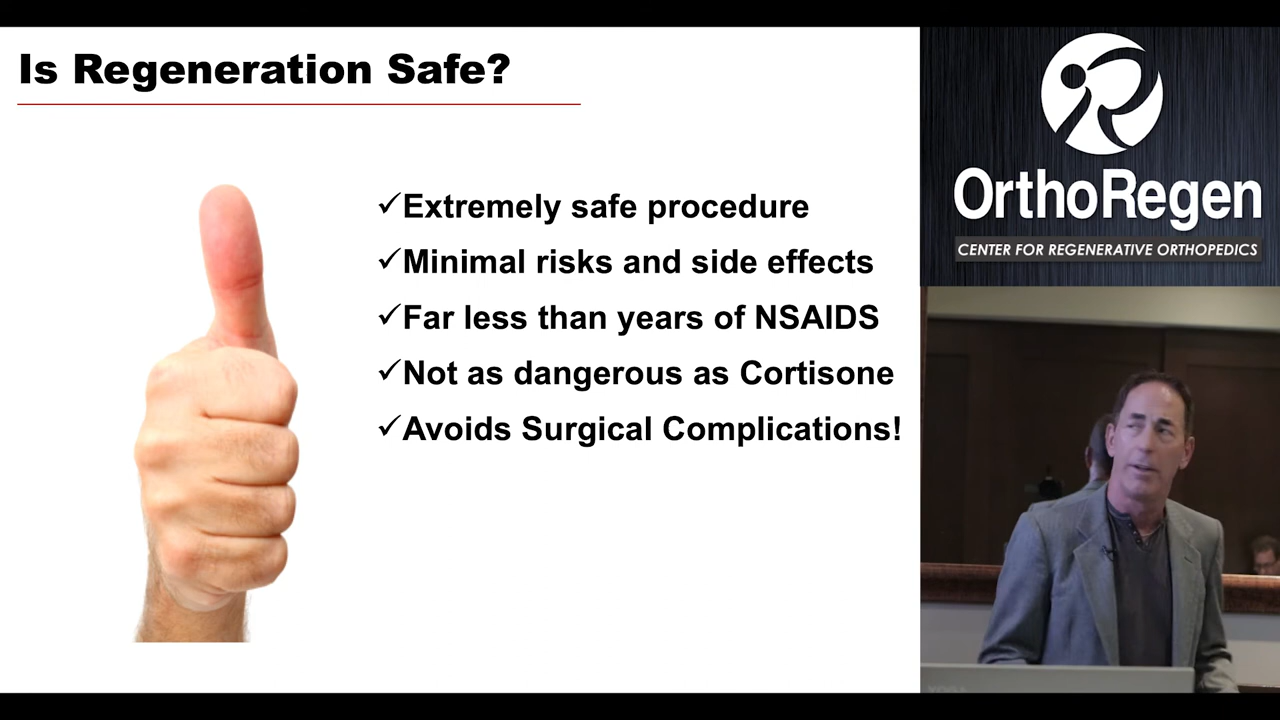 Is Regeneration Safe?
✓Extremely safe procedure
✓Minimal risks and side effects
✓Far less than years of NSAIDS
✓Not as dangerous as Cortisone
✓Avoids Surgical Complications!
OrthoRegen
CENTER FOR REGENERATIVE ORTHOPEDICS